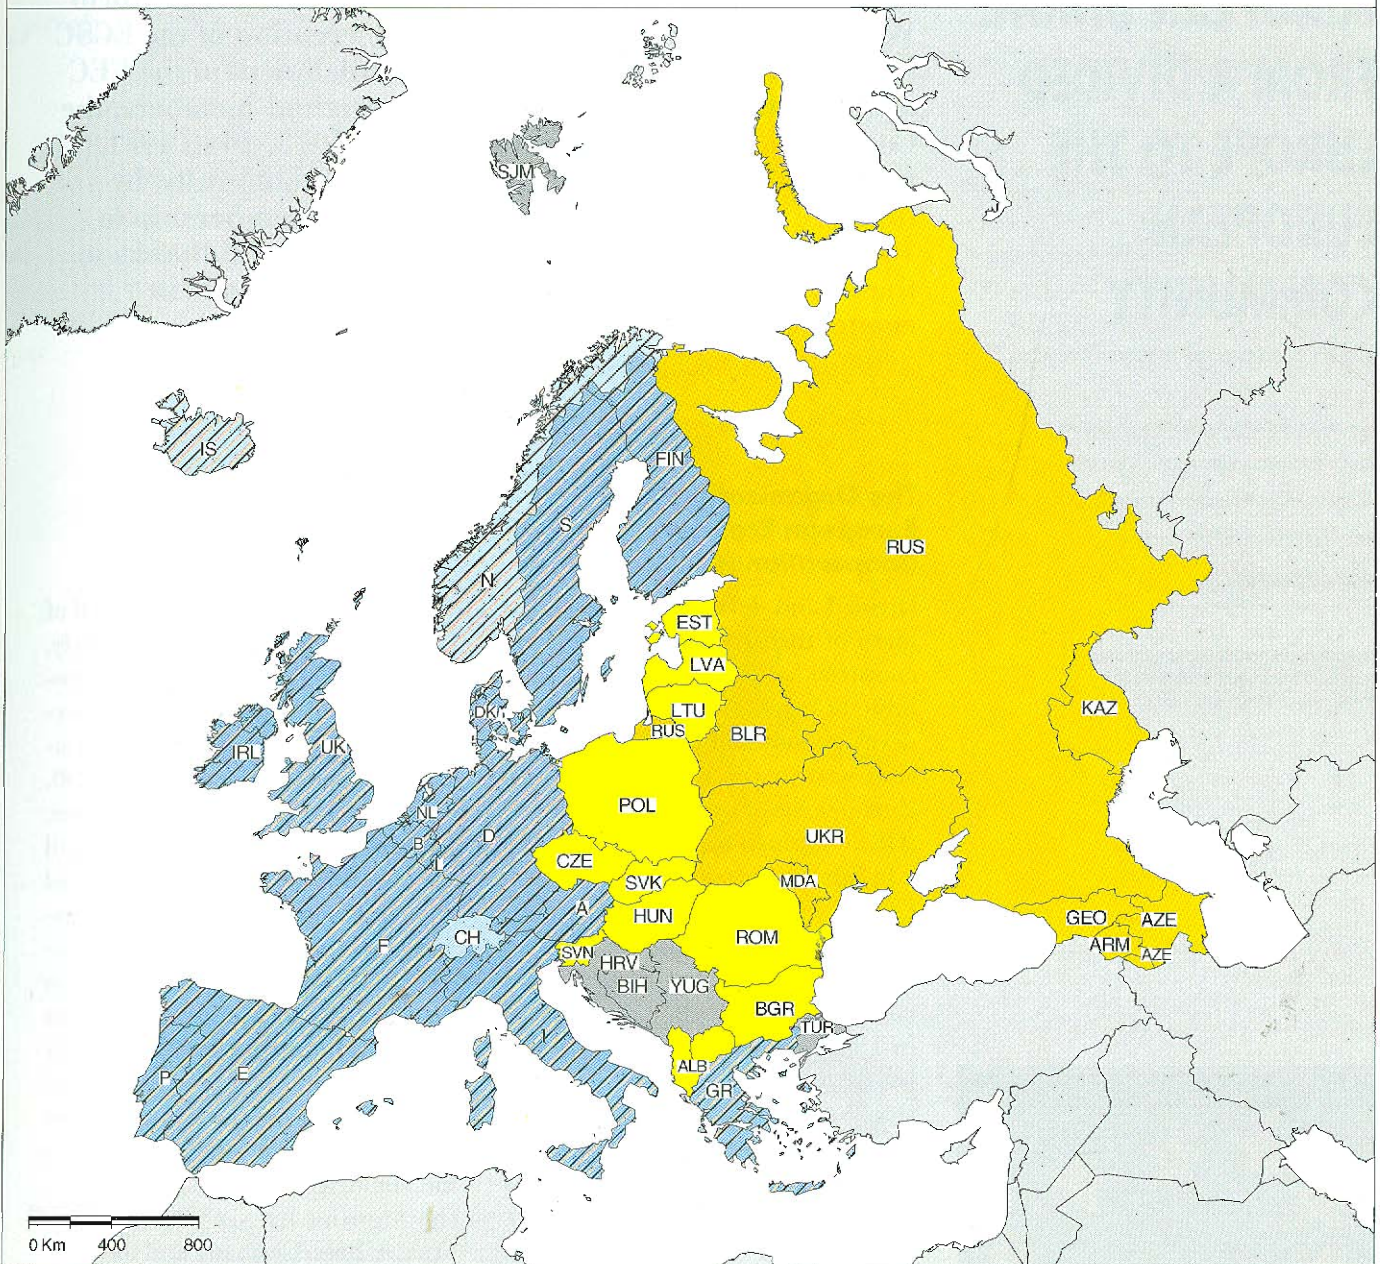 SJM
IS
FIN
S
RUS
N
EST
LVA
KAZ
LTU
DK
RUS
BLR
IRL
UK
POL
NL
D
UKR
B
CZE
L
SVK
MDA
A
HUN
GEO
AZE
F
CH
ROM
ARM
SVN
AZE
HRV
BIH
YUG
BGR
TUR
I
ALB
P
E
GR
0 Km 400 800